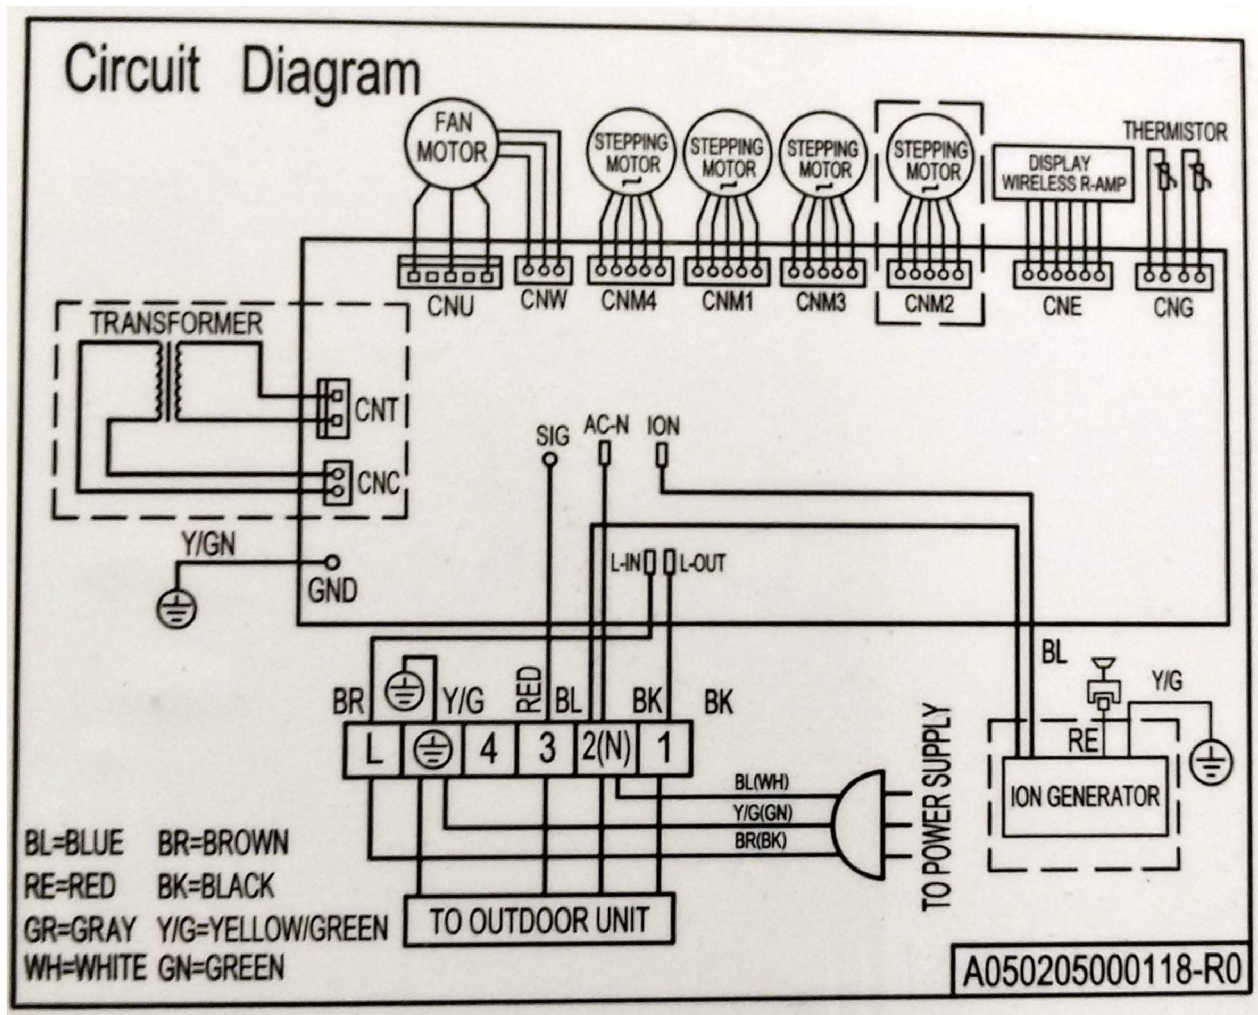 Circuit Diagram
FAN
MOTOR
STEPPING
MOTOR
STEPPING
MOTOR
STEPPING
MOTOR
STEPPING
MOTOR
DISPLAY
WIRELESS R-AMP
THERMISTOR
CNU
CNW
CNM4
CNM1
CNM3
CNM2
CNE
CNG
TRANSFORMER
CNT
CNC
SIG
AC-N
ION
Y/GN
GND
L-IN
L-OUT
BR
Y/G
RED
BL
BK
BK
BL
Y/G
RE
L
4
3
2(N)
1
ION GENERATOR
BL(WH)
Y/G(GN)
BR(BK)
TO POWER SUPPLY
TO OUTDOOR UNIT
BL=BLUE BR=BROWN
RE=RED BK=BLACK
GR=GRAY Y/G=YELLOW/GREEN
WH=WHITE GN=GREEN
A050205000118-R0